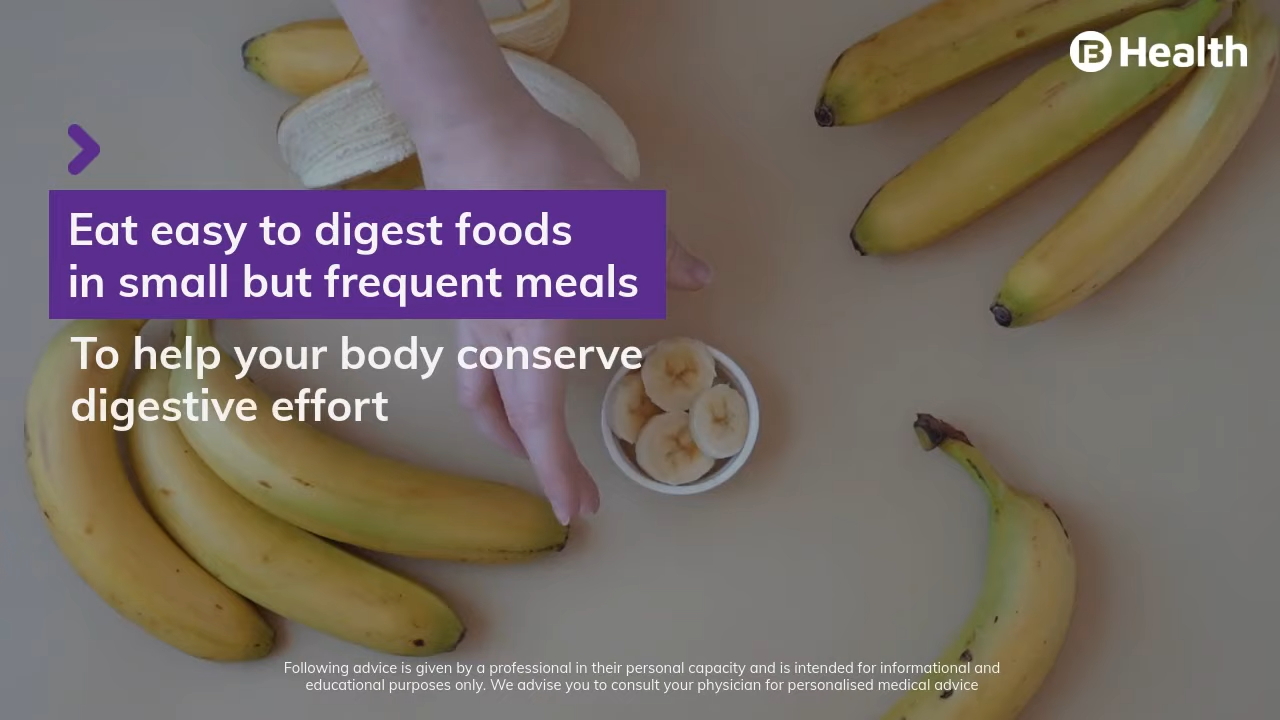 Health
Eat easy to digest foods
in small but frequent meals
To help your body conserve
digestive effort
Following advice is given by a professional in their personal capacity and is intended for informational and
educational purposes only. We advise you to consult your physician for personalised medical advice